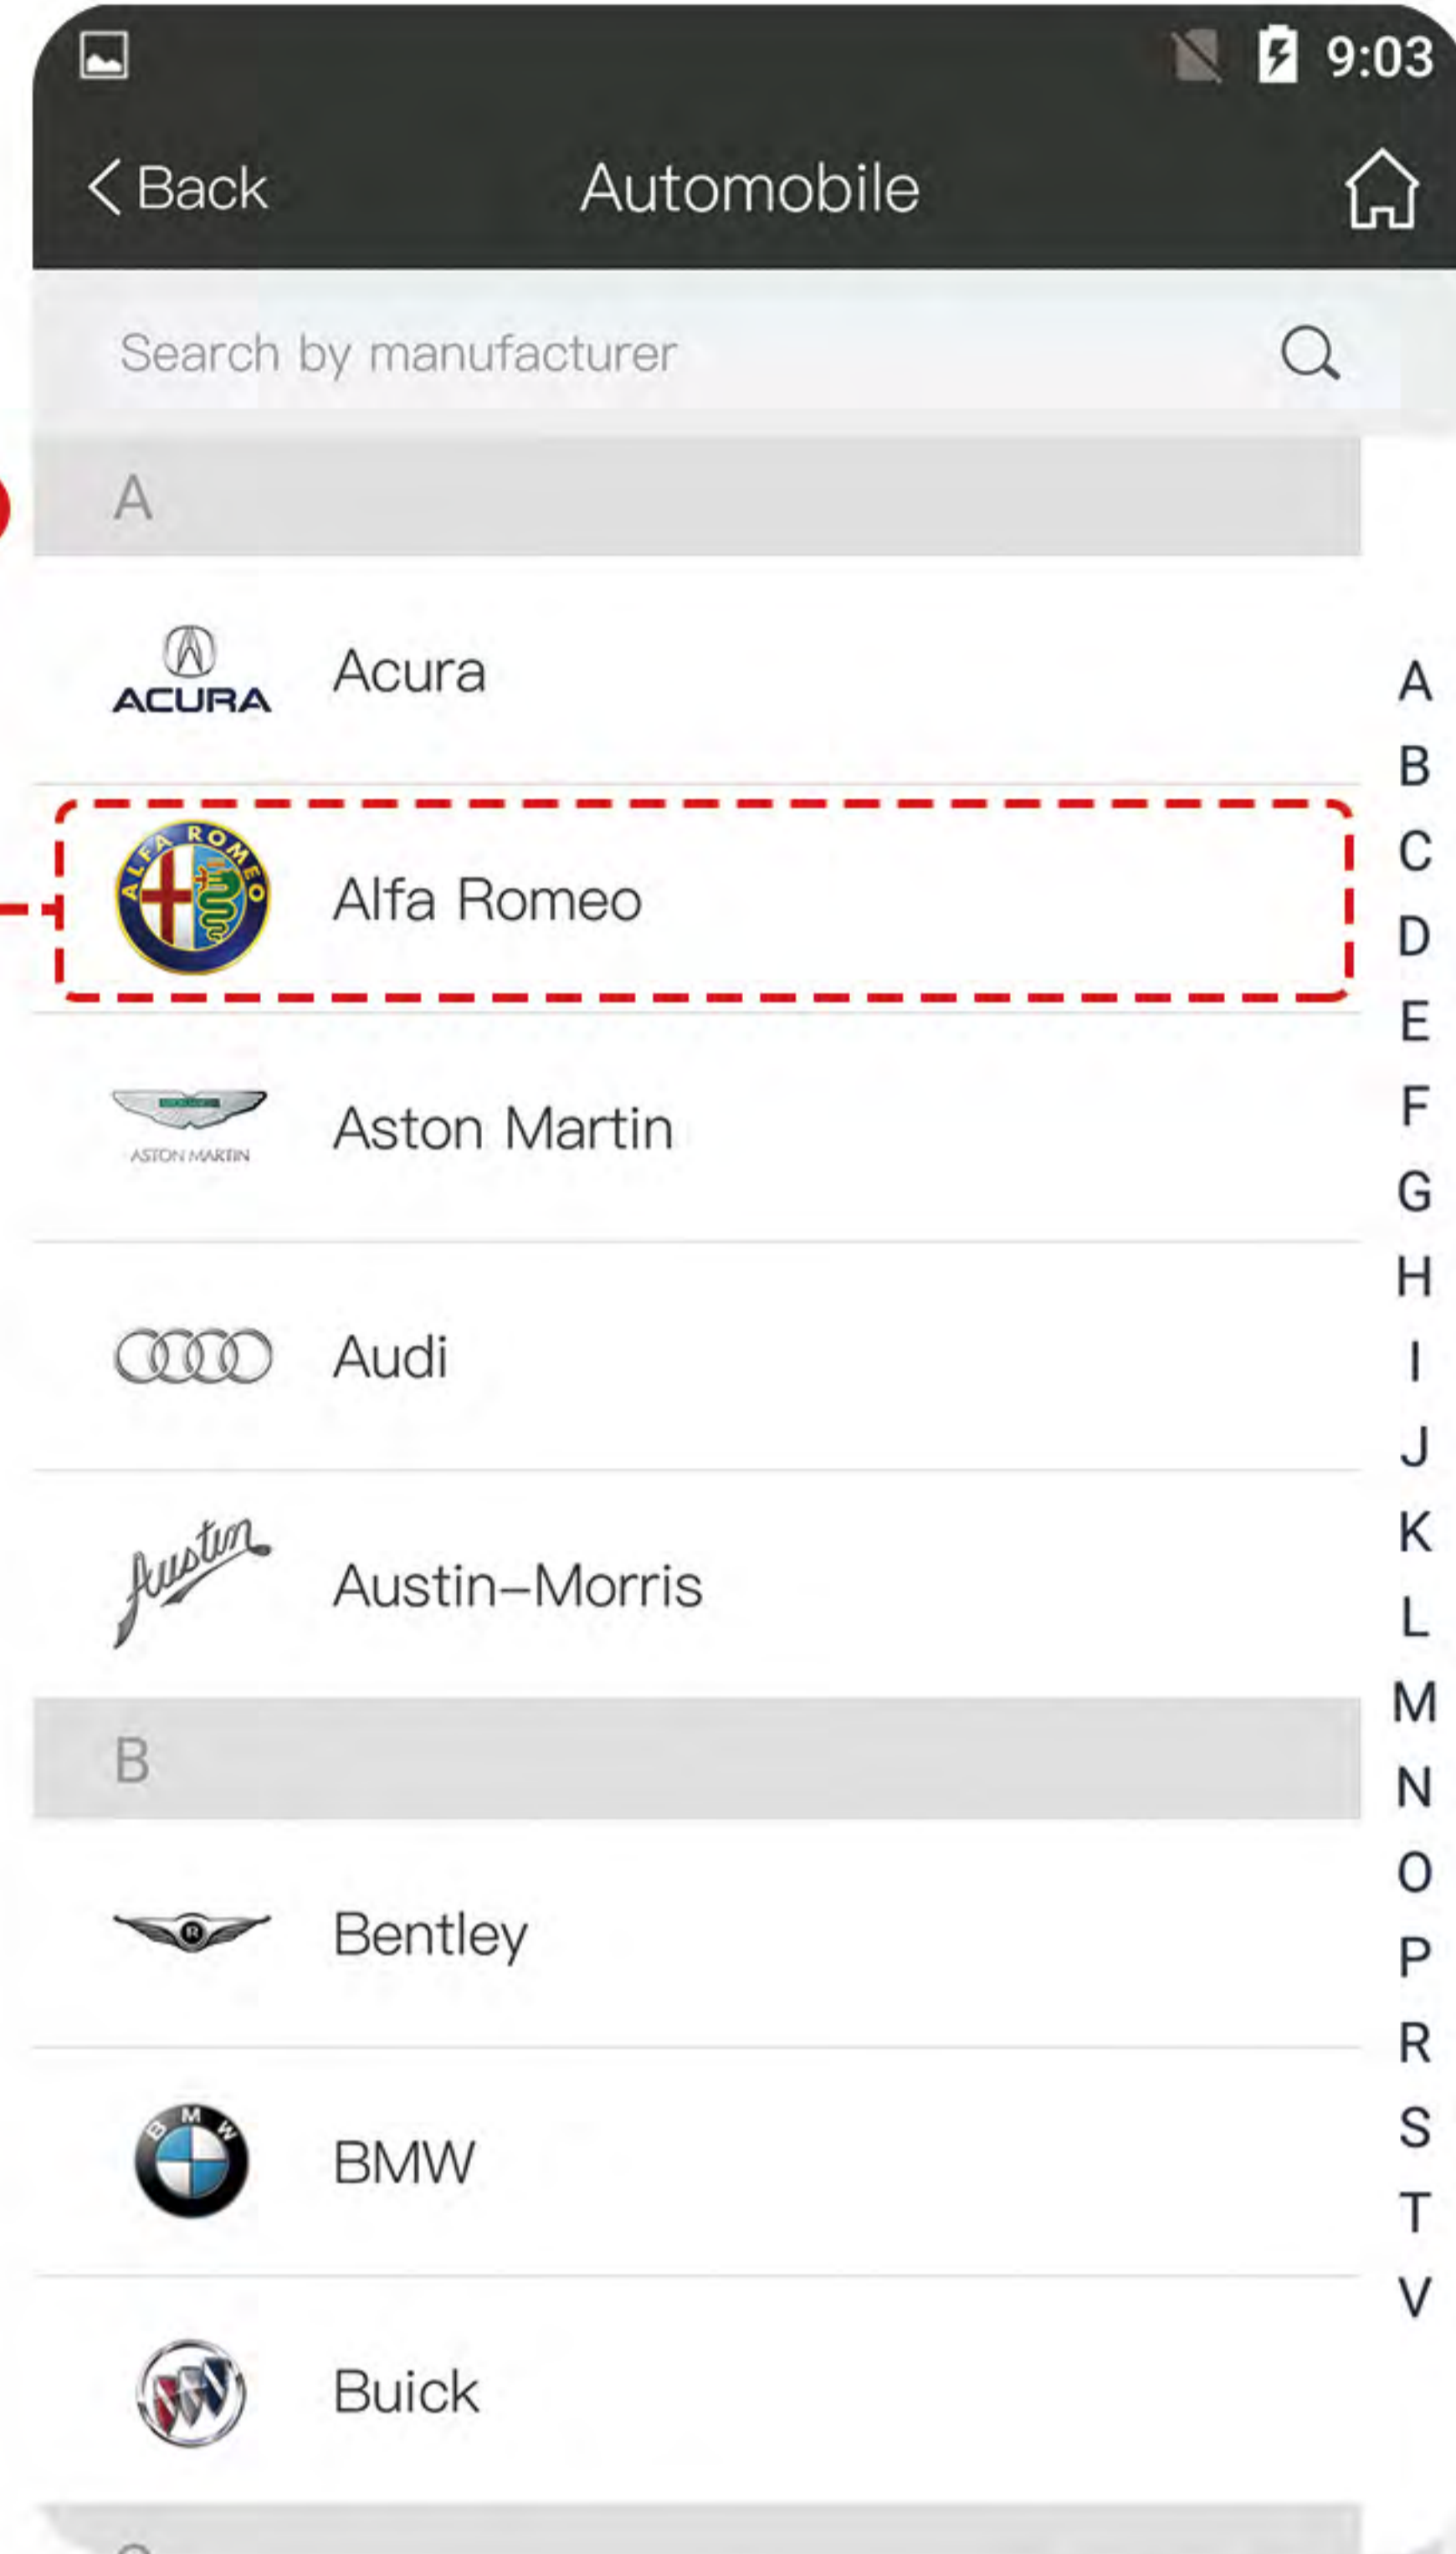 9:03
Back Automobile
Search by manufacturer
A
ACURA Acura
ALFA ROMEO Alfa Romeo
ASTON MARTIN Aston Martin
Audi
Austin Austin–Morris
B
R Bentley
BMW BMW
Buick
A
B
C
D
E
F
G
H
I
J
K
L
M
N
O
P
R
S
T
V